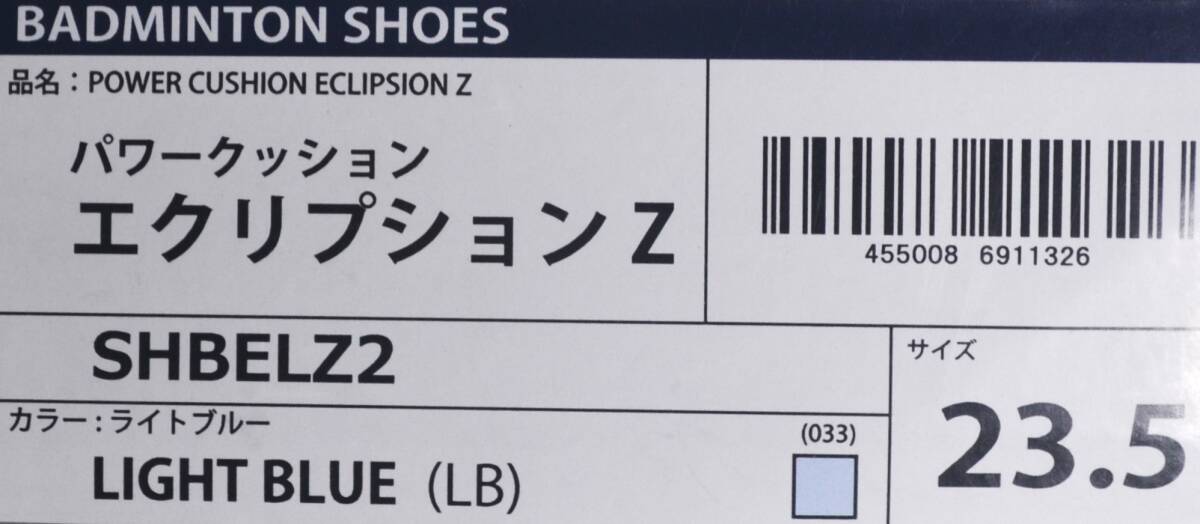 BADMINTON SHOES
品名：POWER CUSHION ECLIPSION Z
パワークッション
エクリプション Z
455008 6911326
SHBELZ2
カラー：ライトブルー
LIGHT BLUE (LB)
(033)
サイズ
23.5